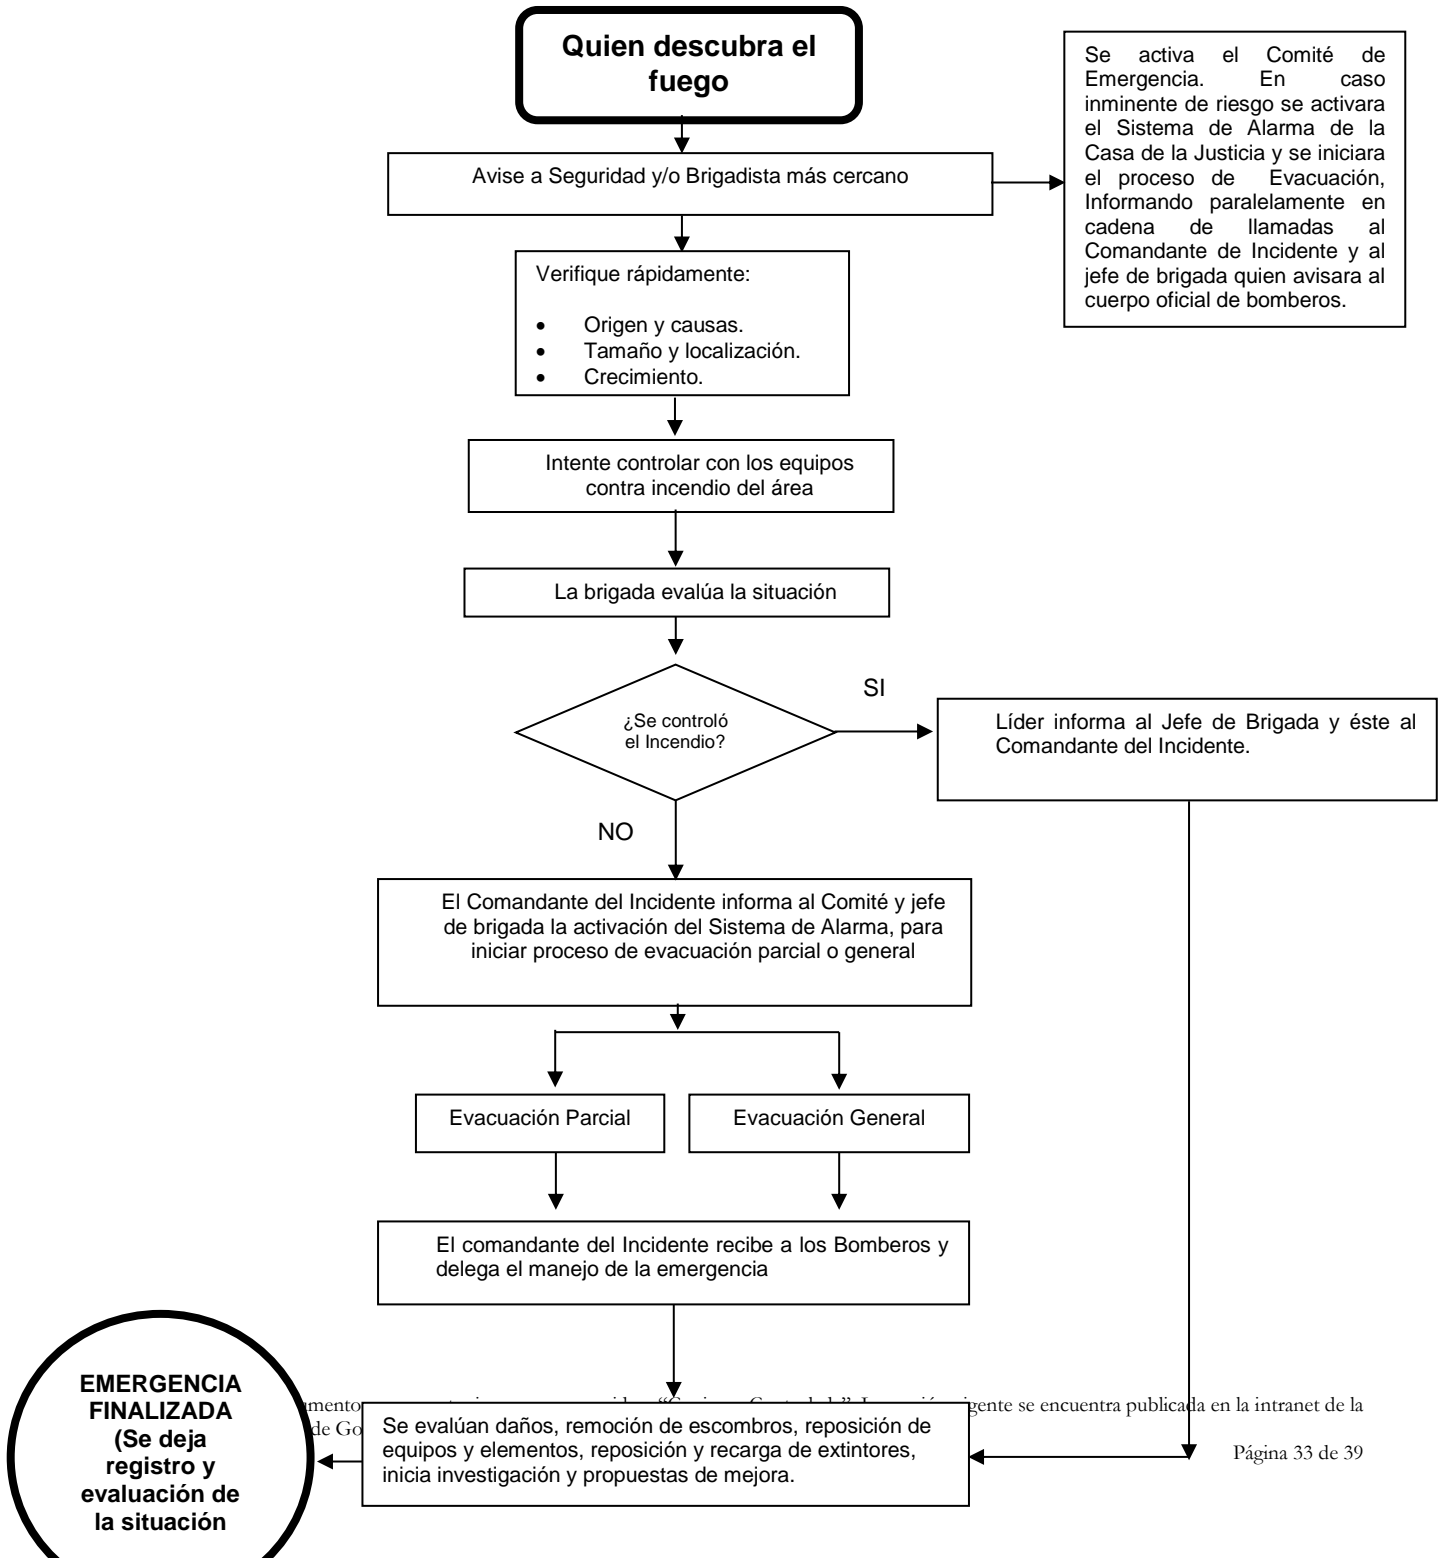 Quien descubra el
fuego
Avise a Seguridad y/o Brigadista más cercano
Se activa el Comité de
Emergencia. En caso
inminente de riesgo se activara
el Sistema de Alarma de la
Casa de la Justicia y se iniciara
el proceso de Evacuación,
Informando paralelamente en
cadena de llamadas al
Comandante de Incidente y al
jefe de brigada quien avisara al
cuerpo oficial de bomberos.
Verifique rápidamente:
• Origen y causas.
• Tamaño y localización.
• Crecimiento.
Intente controlar con los equipos
contra incendio del área
La brigada evalúa la situación
¿Se controló
el Incendio?
SI
Líder informa al Jefe de Brigada y éste al
Comandante del Incidente.
NO
El Comandante del Incidente informa al Comité y jefe
de brigada la activación del Sistema de Alarma, para
iniciar proceso de evacuación parcial o general
Evacuación Parcial
Evacuación General
El comandante del Incidente recibe a los Bomberos y
delega el manejo de la emergencia
Se evalúan daños, remoción de escombros, reposición de
equipos y elementos, reposición y recarga de extintores,
inicia investigación y propuestas de mejora.
EMERGENCIA
FINALIZADA
(Se deja
registro y
evaluación de
la situación
se encuentra publicada en la intranet de la
de
Página 33 de 39